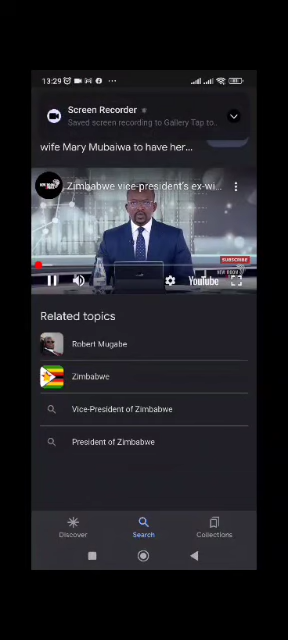 13:29
Screen Recorder
Saved screen recording to Gallery Tap to..
wife Mary Mubaiwa to have her...
Zimbabwe vice-president's ex-wi...
SUBSCRIBE
NEW ROOM
YouTube
Related topics
Robert Mugabe
Zimbabwe
Vice-President of Zimbabwe
President of Zimbabwe
Discover
Search
Collections